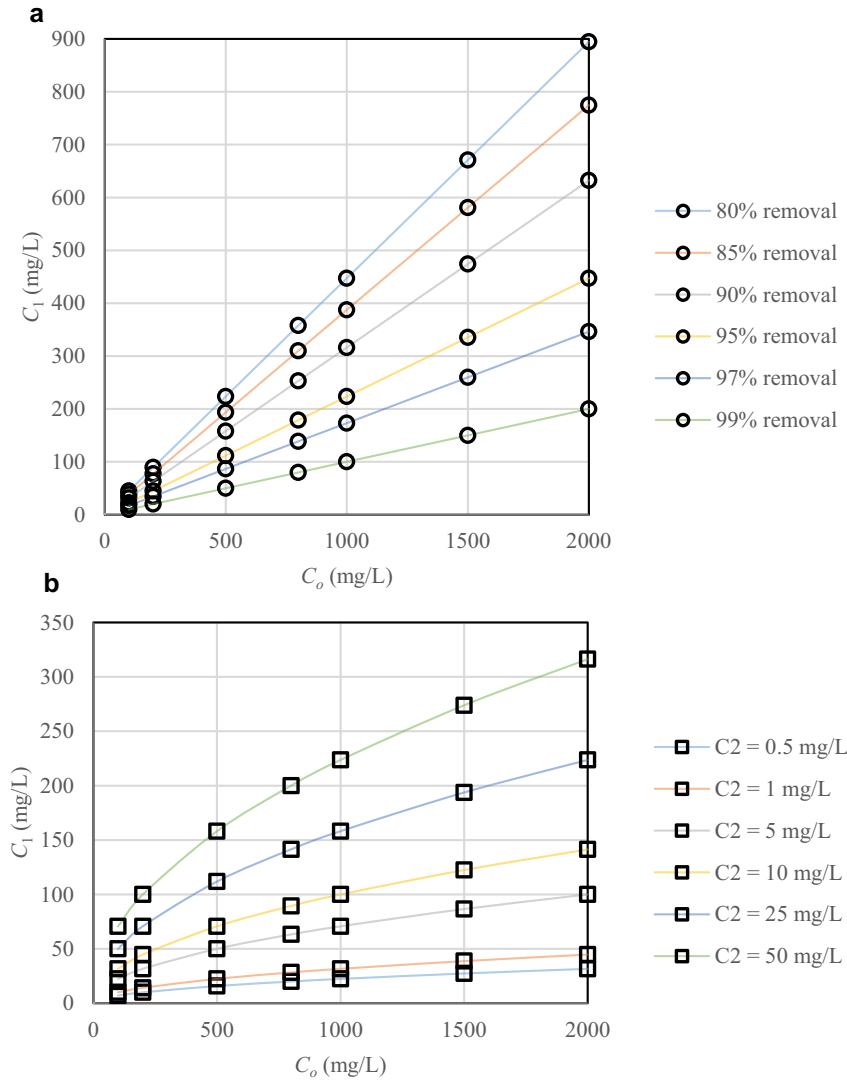 a
900
800
700
600
500
400
300
200
100
0
C1 (mg/L)
0 500 1000 1500 2000
Co (mg/L)
80% removal
85% removal
90% removal
95% removal
97% removal
99% removal
b
350
300
250
200
150
100
50
0
C1 (mg/L)
0 500 1000 1500 2000
Co (mg/L)
C2 = 0.5 mg/L
C2 = 1 mg/L
C2 = 5 mg/L
C2 = 10 mg/L
C2 = 25 mg/L
C2 = 50 mg/L